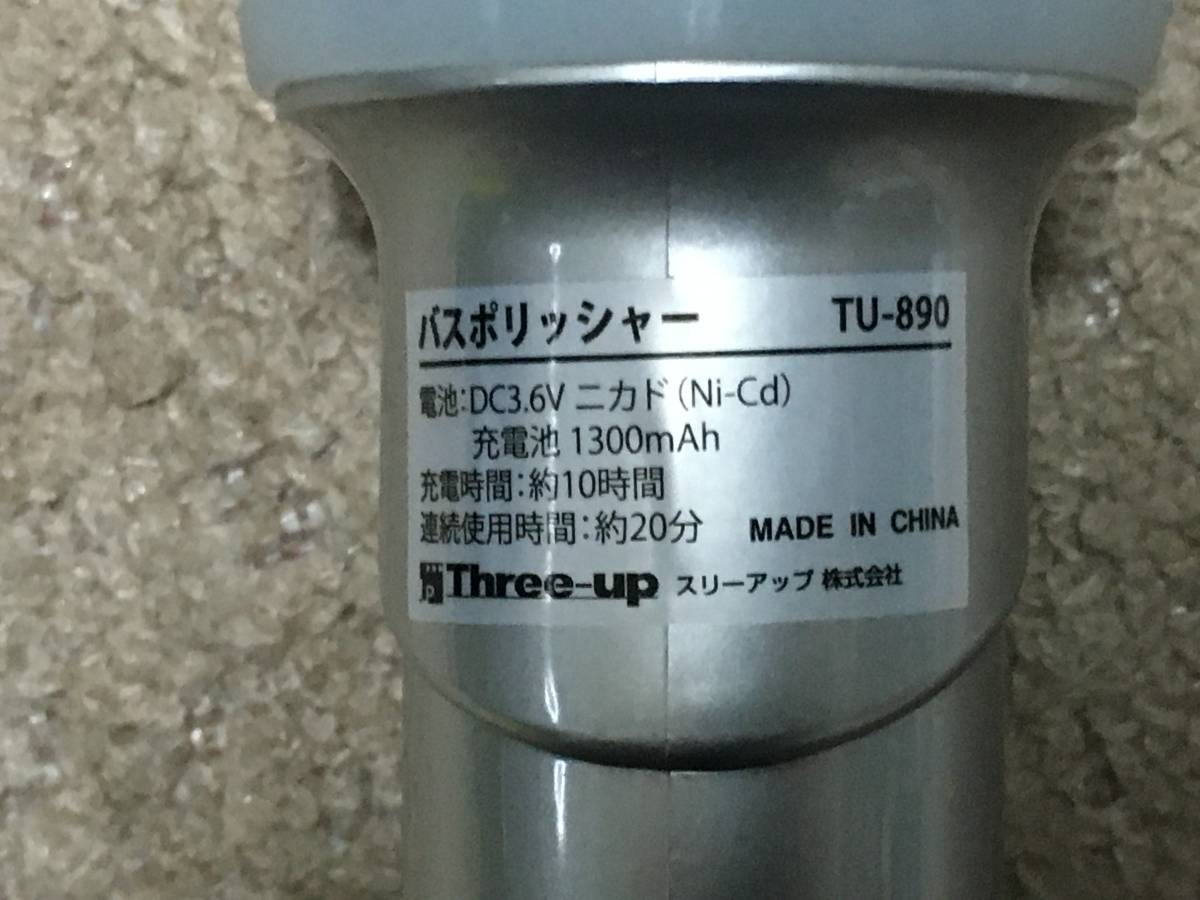 バスポリッシャー TU-890
電池:DC3.6V ニカド(Ni-Cd)
充電池 1300mAh
充電時間:約10時間
連続使用時間:約20分 MADE IN CHINA
Three-up スリーアップ 株式会社